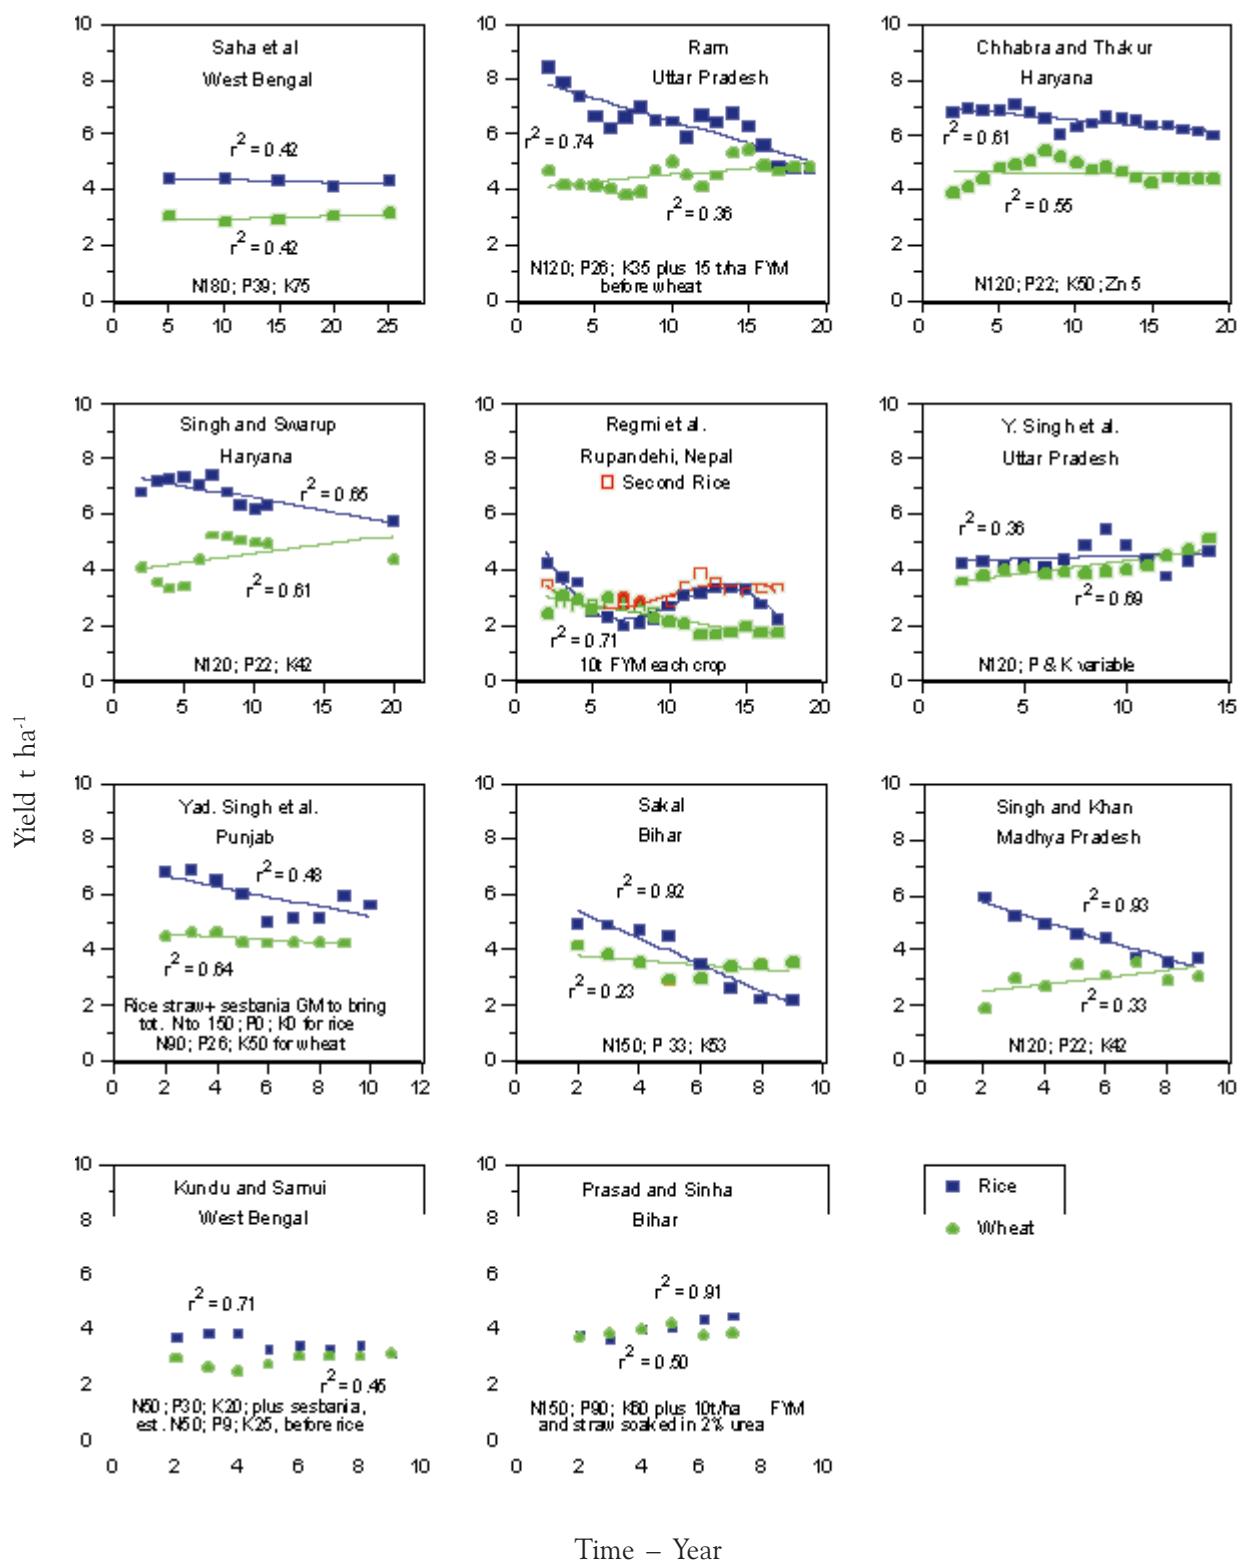 Yield t ha-1
10
8
6
4
2
0
Saha et al
West Bengal
r2 = 0.42
r2 = 0.42
N180; P39; K75
0 5 10 15 20 25
10
8
6
4
2
0
Ram
Uttar Pradesh
r2 = 0.74
r2 = 0.36
N120; P26; K35 plus 15 t/ha FYM
before wheat
0 5 10 15 20
10
8
6
4
2
0
Chhabra and Thakur
Haryana
r2 = 0.61
r2 = 0.55
N120; P22; K50; Zn 5
0 5 10 15 20
10
8
6
4
2
0
Singh and Swarup
Haryana
r2 = 0.65
r2 = 0.61
N120; P22; K42
0 5 10 15 20
10
8
6
4
2
0
Regmi et al.
Rupandehi, Nepal
Second Rice
r2 = 0.71
10t FYM each crop
0 5 10 15 20
10
8
6
4
2
0
Y. Singh et al.
Uttar Pradesh
r2 = 0.36
r2 = 0.69
N120; P & K variable
0 5 10 15
10
8
6
4
2
0
Yad. Singh et al.
Punjab
r2 = 0.48
r2 = 0.64
Rice straw+ sesbania GM to bring
tot. N to 150; P0; K0 for rice
N90; P26; K50 for wheat
0 2 4 6 8 10 12
10
8
6
4
2
0
Sakal
Bihar
r2 = 0.92
r2 = 0.23
N150; P 33; K53
0 2 4 6 8 10
10
8
6
4
2
0
Singh and Khan
Madhya Pradesh
r2 = 0.93
r2 = 0.33
N120; P22; K42
0 2 4 6 8 10
10
8
6
4
2
0
Kundu and Samui
West Bengal
r2 = 0.71
r2 = 0.45
N50; P30; K20; plus sesbania,
est. N50; P9; K25, before rice
0 2 4 6 8 10
10
8
6
4
2
0
Prasad and Sinha
Bihar
r2 = 0.91
r2 = 0.50
N150; P90; K60 plus 10t/ha FYM
and straw soaked in 2% urea
0 2 4 6 8 10
Rice
Wheat
Time – Year